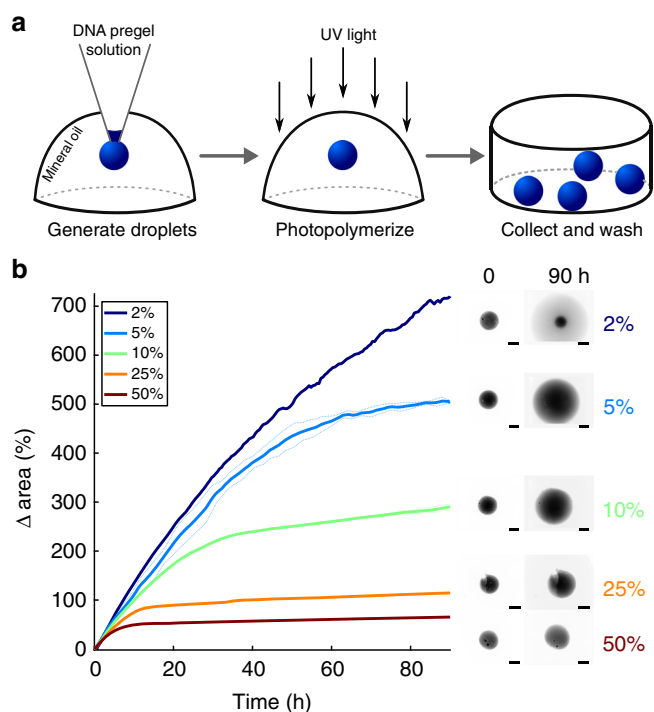 a
DNA pregel
solution
UV light
Mineral oil
Generate droplets
Photopolymerize
Collect and wash
b
700
600
500
400
300
200
100
0
Δ area (%)
2%
5%
10%
25%
50%
0
20
40
60
80
Time (h)
0
90 h
2%
5%
10%
25%
50%